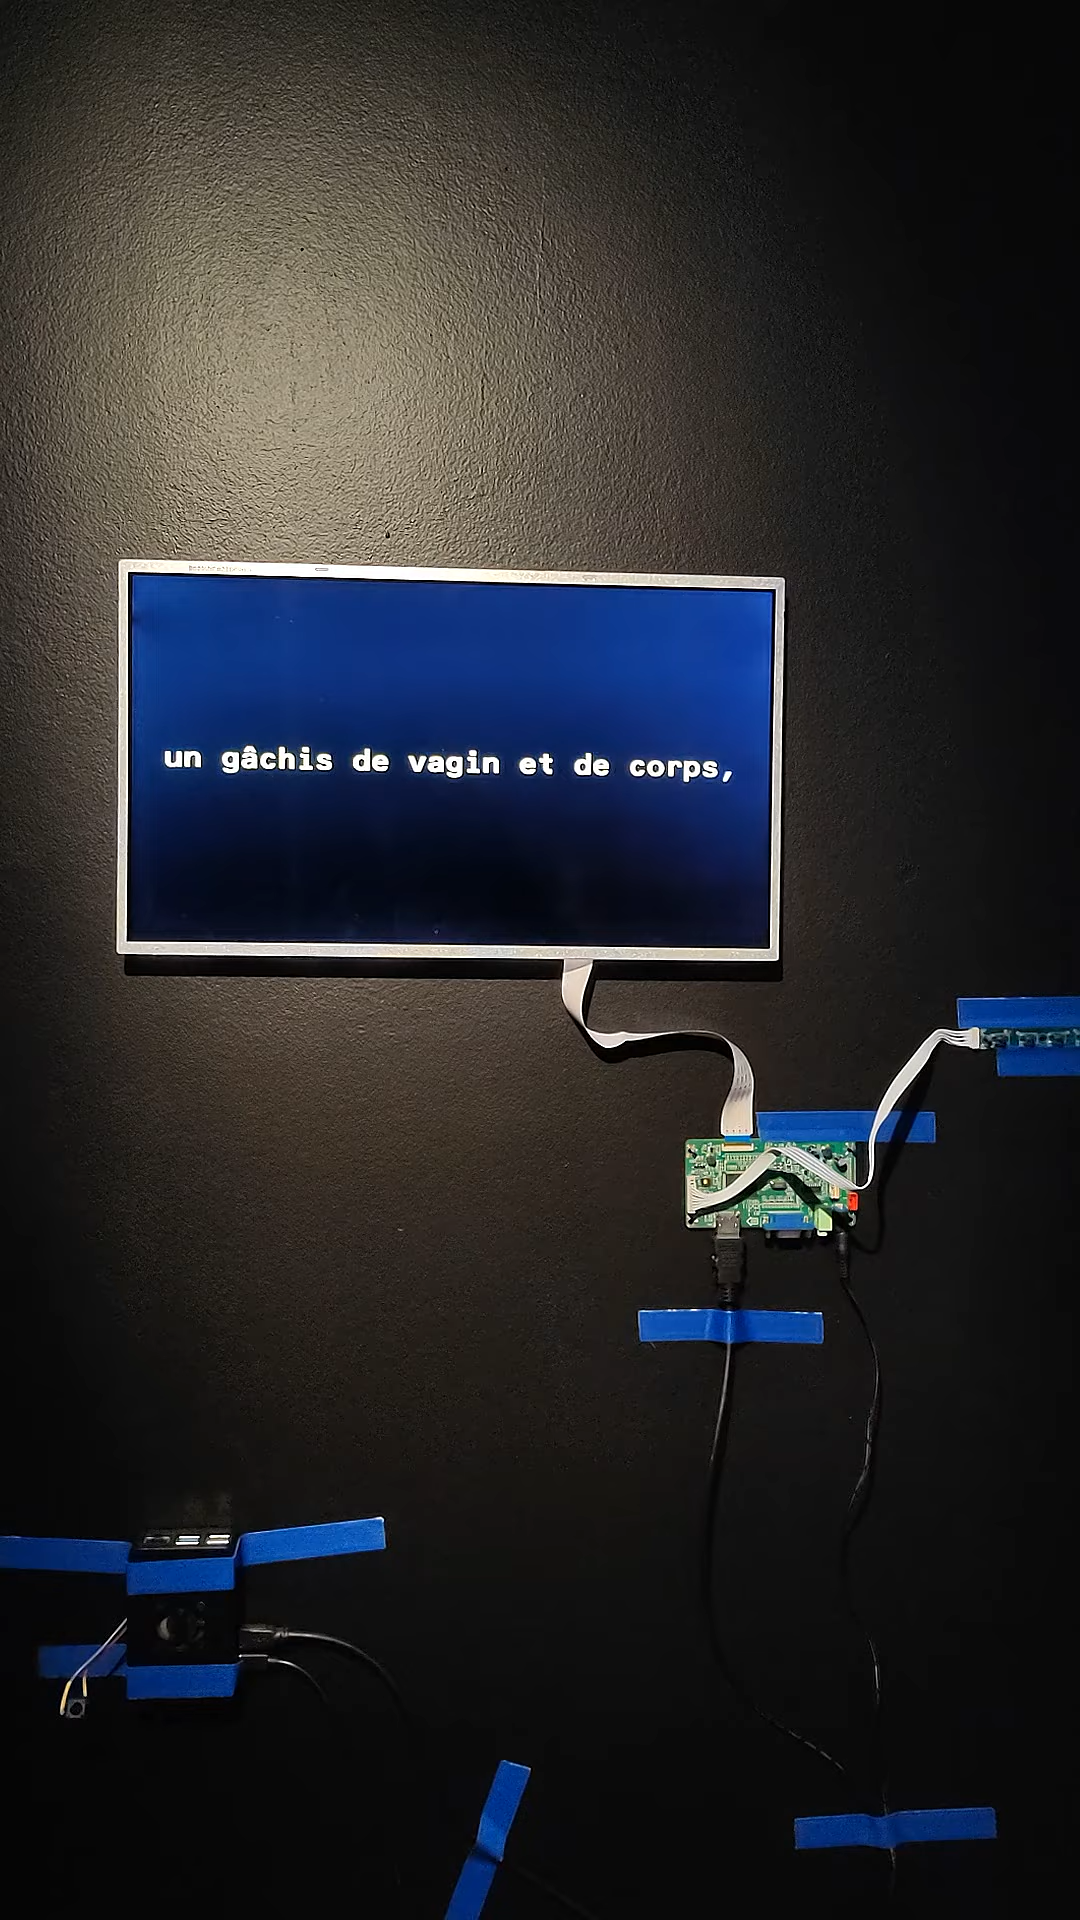 un gâchis de vagin et de corps,